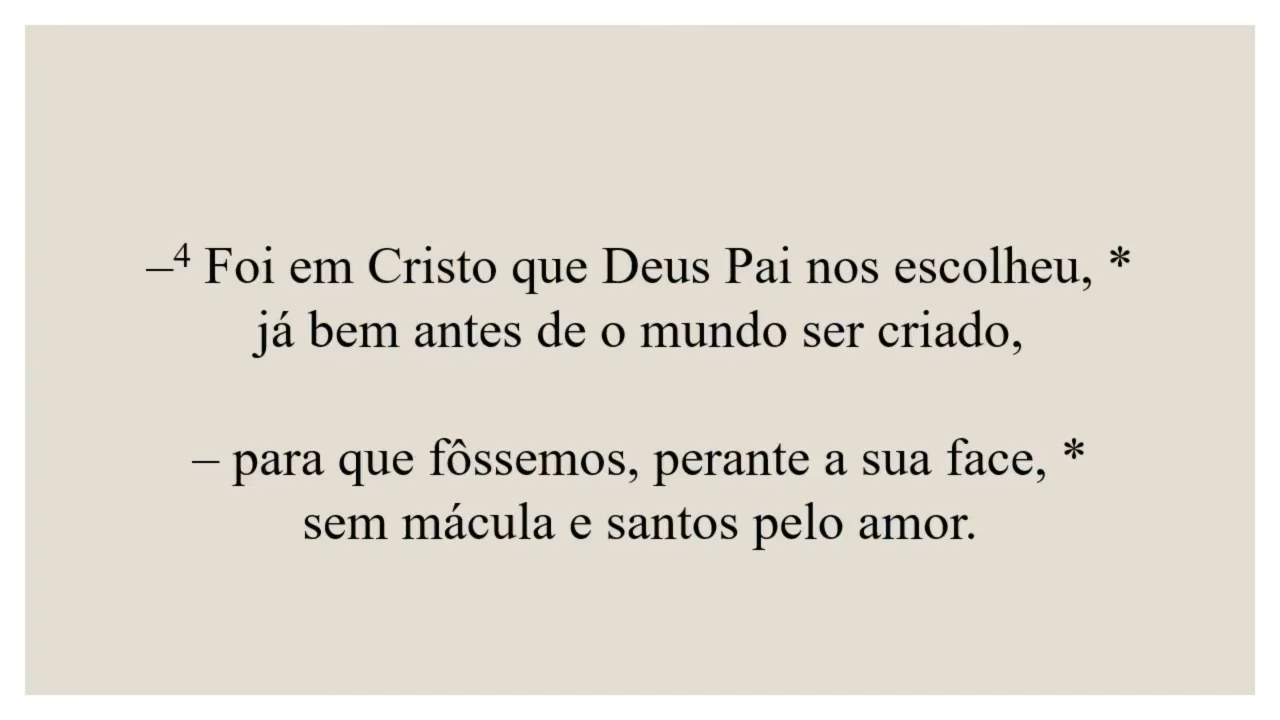 –⁴ Foi em Cristo que Deus Pai nos escolheu, *
já bem antes de o mundo ser criado,
– para que fôssemos, perante a sua face, *
sem mácula e santos pelo amor.